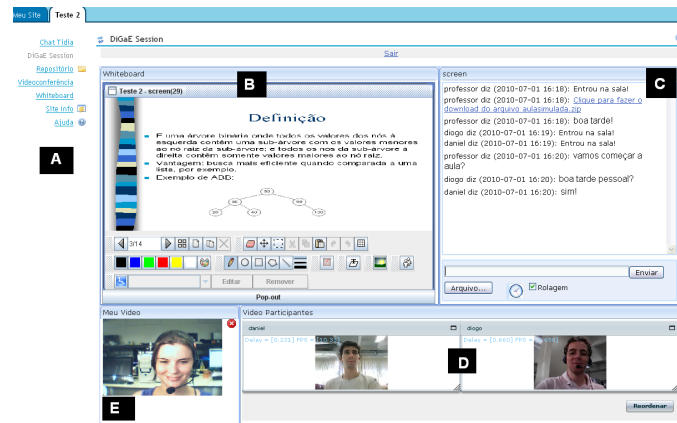 Meu Site
Teste 2
Chat Tidia
DiGaE Session
Repositório
Videoconferência
Whiteboard
Site Info
Ajuda
A
DiGaE Session
Sair
Whiteboard
B
Teste 2 - screen(29)
Definição
E uma árvore binária onde todos os valores dos nós à
esquerda contém uma sub-árvore com os valores menores
ao nó raiz da sub-árvore; e todos os nós da sub-árvore a
direita contêm somente valores maiores ao nó raiz.
Vantagem: busca mais eficiente quando comparada a uma
lista, por exemplo.
Exemplo de ABB:
3/14
Editar
Remover
Pop-out
screen
C
professor diz (2010-07-01 16:18): Entrou na sala!
professor diz (2010-07-01 16:18): Clique para fazer o
download do arquivo aulasimulada.zip
professor diz (2010-07-01 16:18): boa tarde!
diogo diz (2010-07-01 16:19): Entrou na sala!
daniel diz (2010-07-01 16:19): Entrou na sala!
professor diz (2010-07-01 16:20): vamos começar a
aula?
diogo diz (2010-07-01 16:20): boa tarde pessoal?
daniel diz (2010-07-01 16:20): sim!
Enviar
Arquivo...
Rolagem
Meu Video
E
Video Participantes
daniel
Delay = [0.231] FPS =
diogo
Delay = [0.660] FPS =
D
Reordenar